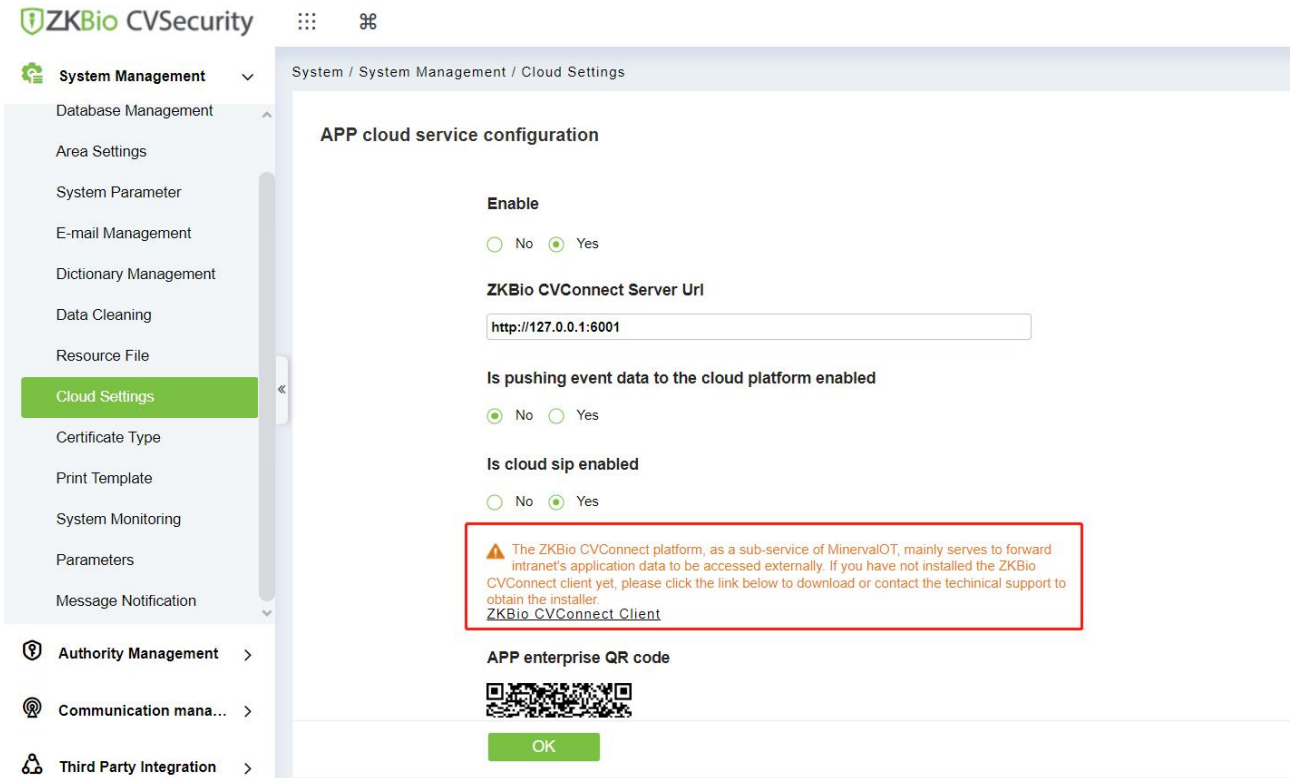 ZKBio CVSecurity
System Management
Database Management
Area Settings
System Parameter
E-mail Management
Dictionary Management
Data Cleaning
Resource File
Cloud Settings
Certificate Type
Print Template
System Monitoring
Parameters
Message Notification
Authority Management
Communication mana...
Third Party Integration
System / System Management / Cloud Settings
APP cloud service configuration
Enable
No Yes
ZKBio CVConnect Server Url
http://127.0.0.1:6001
Is pushing event data to the cloud platform enabled
No Yes
Is cloud sip enabled
No Yes
The ZKBio CVConnect platform, as a sub-service of MinervaIOT, mainly serves to forward
intranet's application data to be accessed externally. If you have not installed the ZKBio
CVConnect client yet, please click the link below to download or contact the techinical support to
obtain the installer.
ZKBio CVConnect Client
APP enterprise QR code
OK